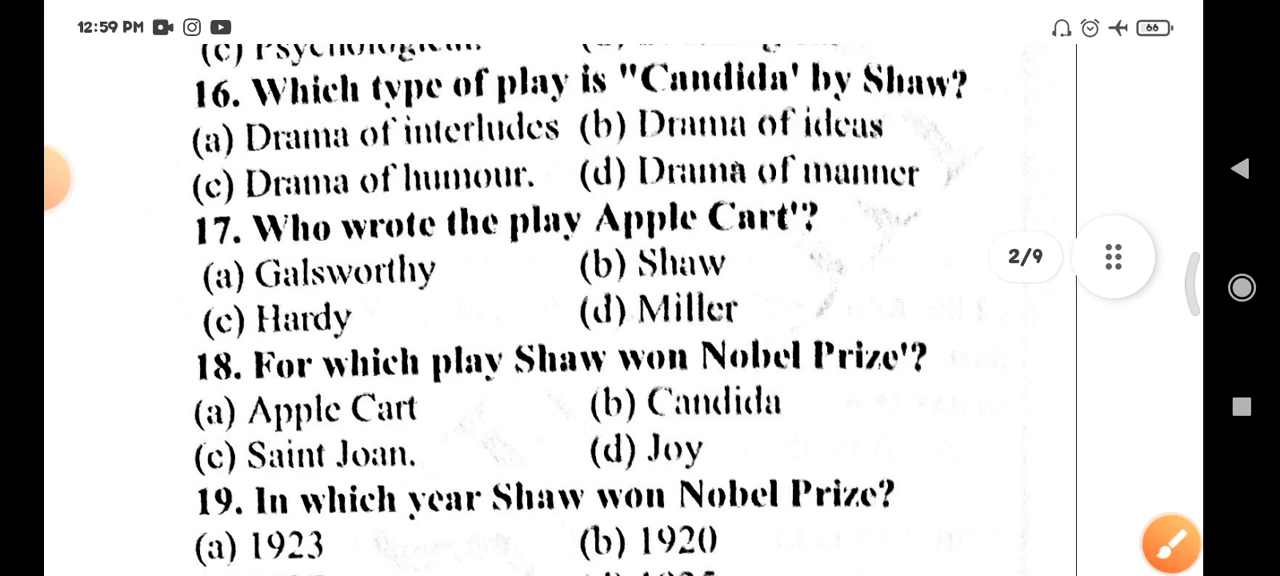 12:59 PM
66
16. Which type of play is "Candida' by Shaw?
(a) Drama of interludes (b) Drama of ideas
(c) Drama of humour. (d) Drama of manner
17. Who wrote the play Apple Cart'?
(a) Galsworthy (b) Shaw
(c) Hardy (d) Miller
2/9
18. For which play Shaw won Nobel Prize'?
(a) Apple Cart (b) Candida
(c) Saint Joan. (d) Joy
19. In which year Shaw won Nobel Prize?
(a) 1923 (b) 1920